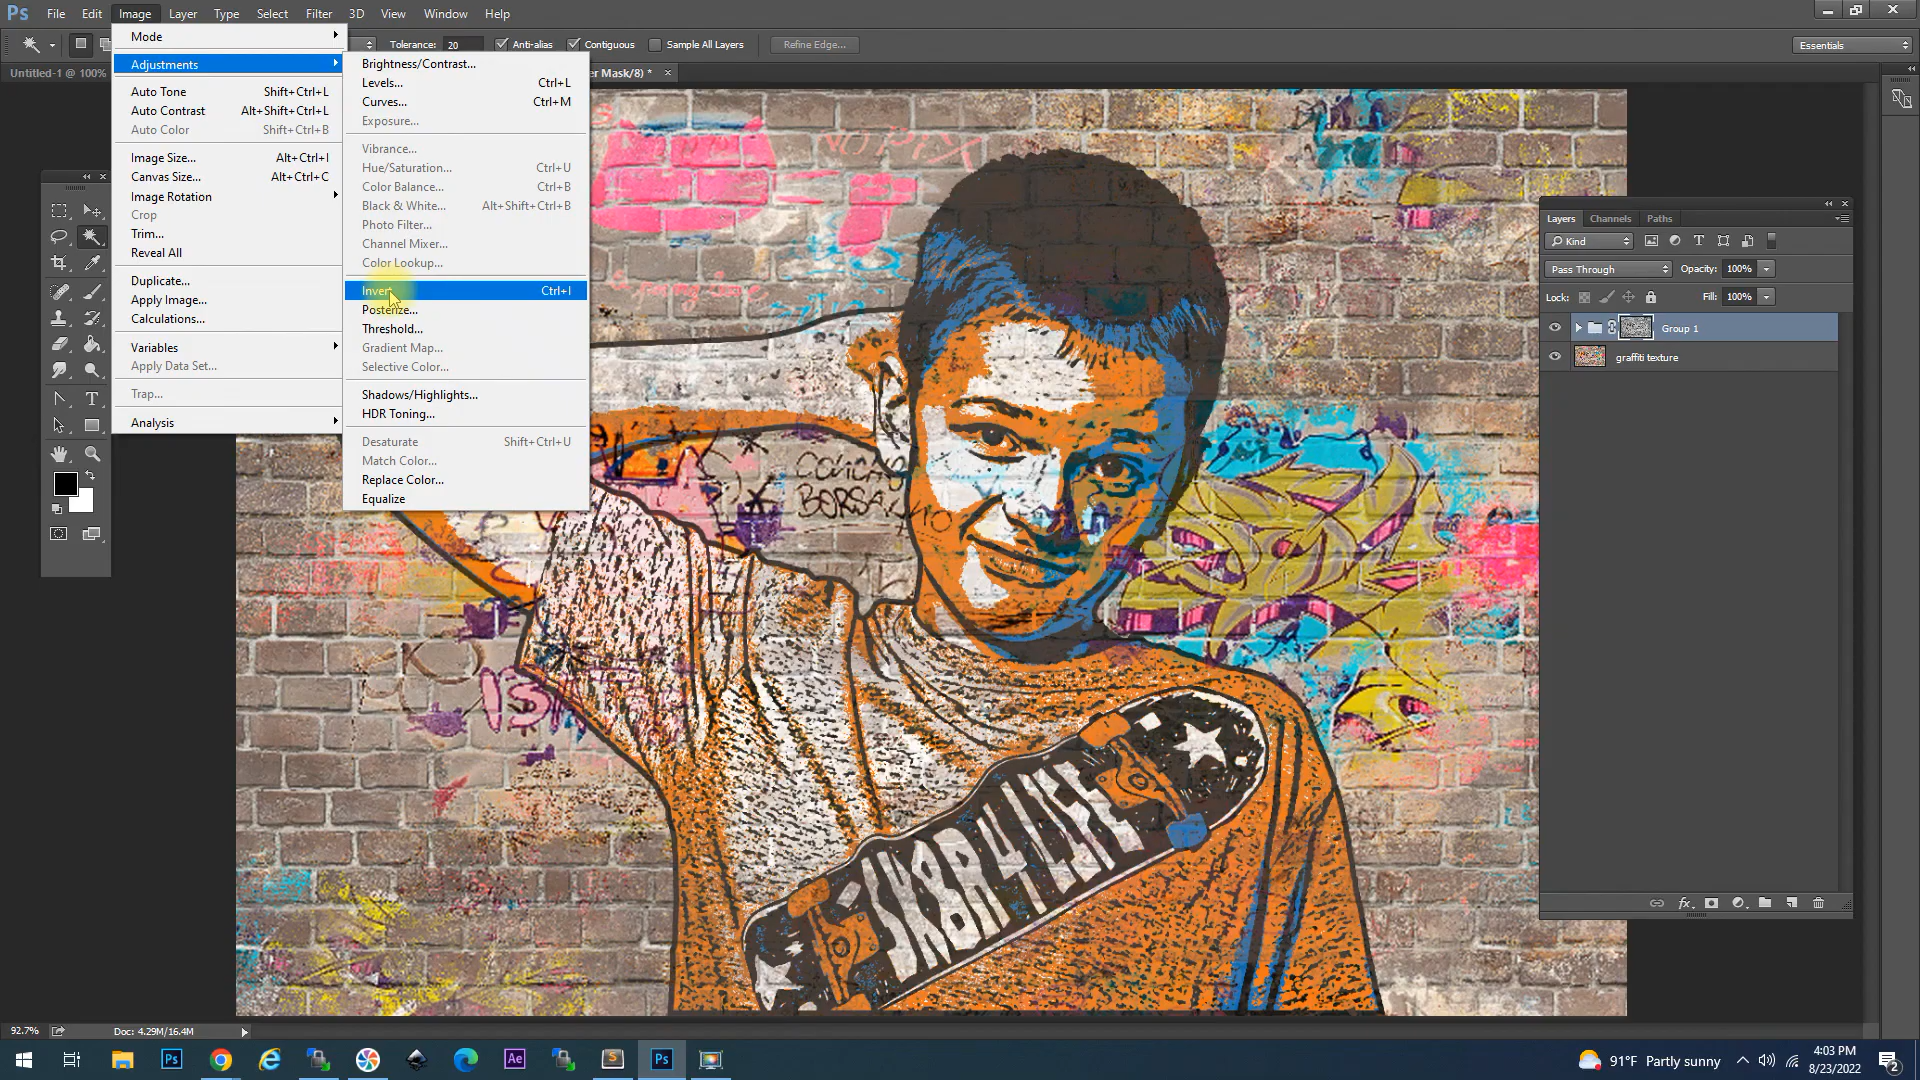 Ps File Edit Image Layer Type Select Filter 3D View Window Help
Tolerance: 20 Anti-alias Contiguous Sample All Layers Refine Edge... Essentials
Untitled-1 @ 100% er Mask/8) * ×
Mode
Adjustments
Auto Tone Shift+Ctrl+L
Auto Contrast Alt+Shift+Ctrl+L
Auto Color Shift+Ctrl+B
Image Size... Alt+Ctrl+I
Canvas Size... Alt+Ctrl+C
Image Rotation
Crop
Trim...
Reveal All
Duplicate...
Apply Image...
Calculations...
Variables
Apply Data Set...
Trap...
Analysis
Brightness/Contrast...
Levels... Ctrl+L
Curves... Ctrl+M
Exposure...
Vibrance...
Hue/Saturation... Ctrl+U
Color Balance... Ctrl+B
Black & White... Alt+Shift+Ctrl+B
Photo Filter...
Channel Mixer...
Color Lookup...
Invert Ctrl+I
Posterize...
Threshold...
Gradient Map...
Selective Color...
Shadows/Highlights...
HDR Toning...
Desaturate Shift+Ctrl+U
Match Color...
Replace Color...
Equalize
Layers Channels Paths
Kind
Pass Through Opacity: 100%
Lock: Fill: 100%
Group 1
graffiti texture
SK8R 4 LIFE
92.7% Doc: 4.29M/16.4M
91°F Partly sunny
4:03 PM
8/23/2022
2